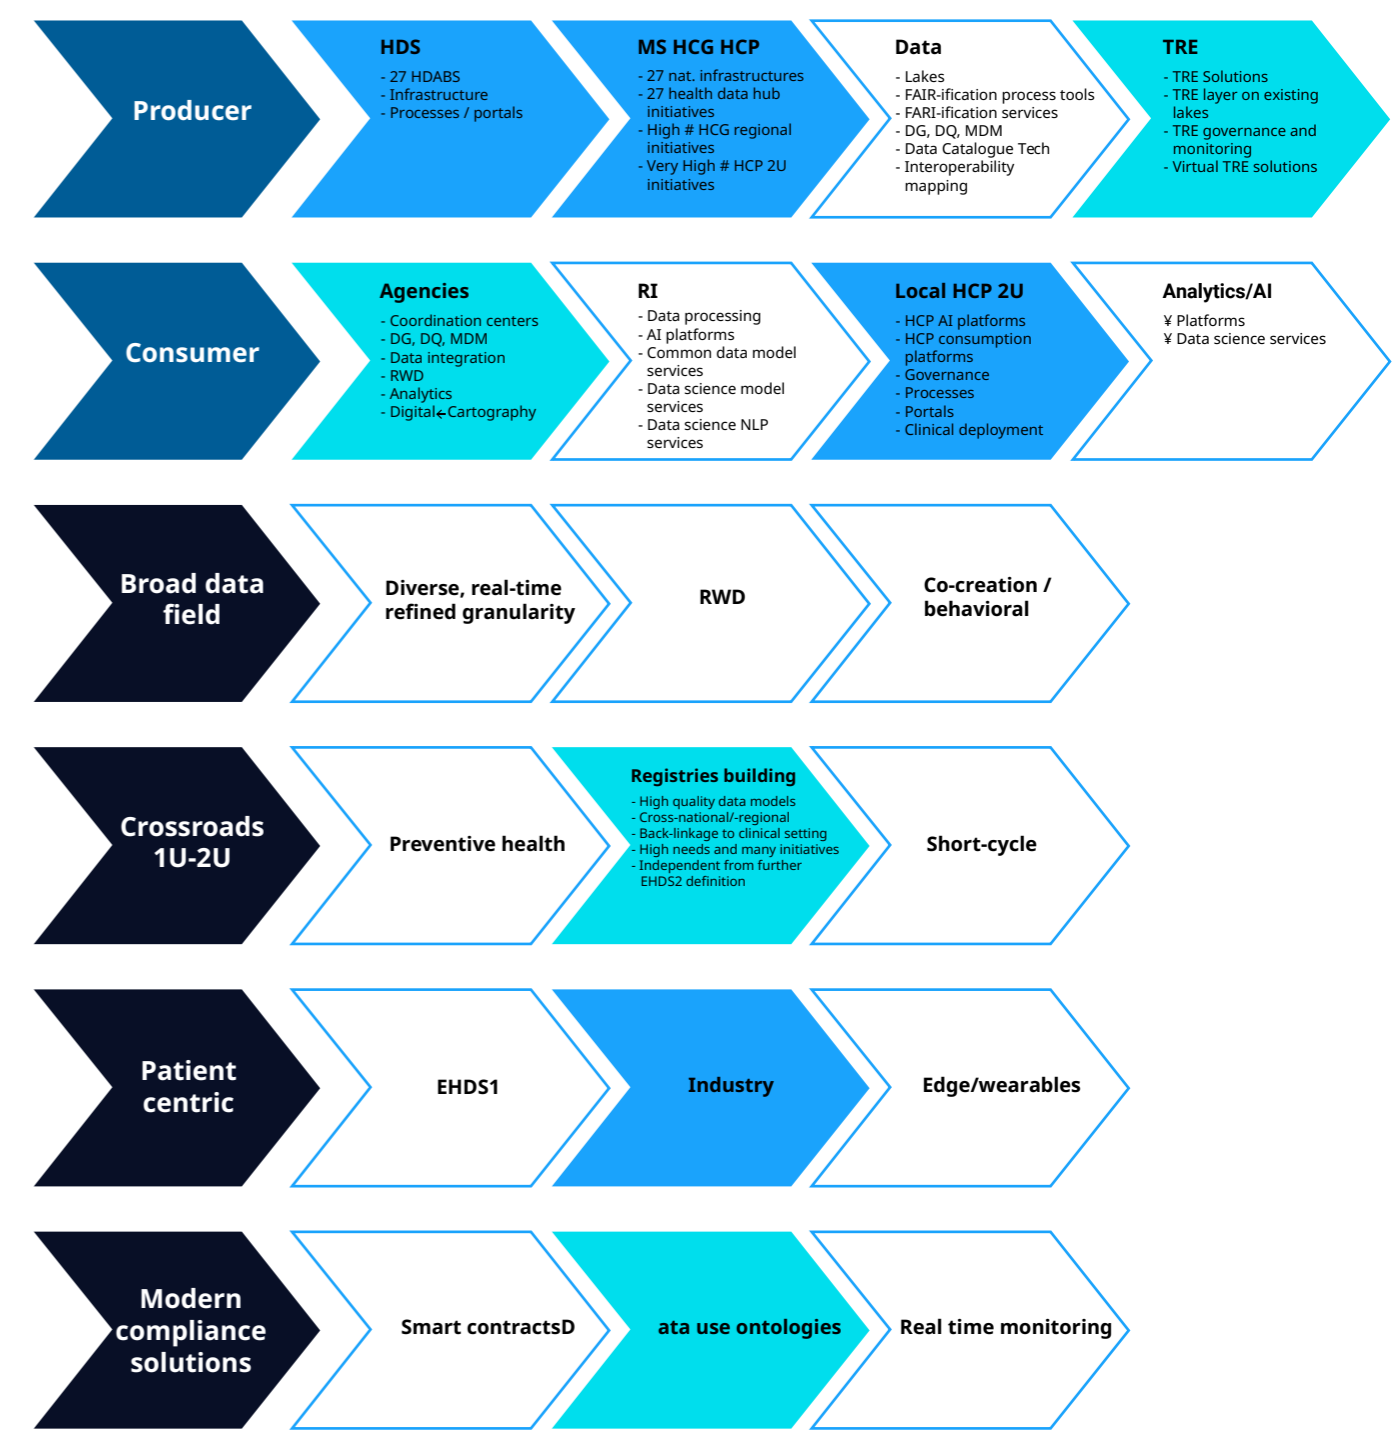 Producer
HDS
- 27 HDABS
- Infrastructure
- Processes / portals
MS HCG HCP
- 27 nat. infrastructures
- 27 health data hub
initiatives
- High # HCG regional
initiatives
- Very High # HCP 2U
initiatives
Data
- Lakes
- FAIR-ification process tools
- FARI-ification services
- DG, DQ, MDM
- Data Catalogue Tech
- Interoperability
mapping
TRE
- TRE Solutions
- TRE layer on existing
lakes
- TRE governance and
monitoring
- Virtual TRE solutions
Consumer
Agencies
- Coordination centers
- DG, DQ, MDM
- Data integration
- RWD
- Analytics
- Digital←Cartography
RI
- Data processing
- AI platforms
- Common data model
services
- Data science model
services
- Data science NLP
services
Local HCP 2U
- HCP AI platforms
- HCP consumption
platforms
- Governance
- Processes
- Portals
- Clinical deployment
Analytics/AI
¥ Platforms
¥ Data science services
Broad data
field
Diverse, real-time
refined granularity
RWD
Co-creation /
behavioral
Crossroads
1U-2U
Preventive health
Registries building
- High quality data models
- Cross-national/-regional
- Back-linkage to clinical setting
- High needs and many initiatives
- Independent from further
EHDS2 definition
Short-cycle
Patient
centric
EHDS1
Industry
Edge/wearables
Modern
compliance
solutions
Smart contractsD
ata use ontologies
Real time monitoring